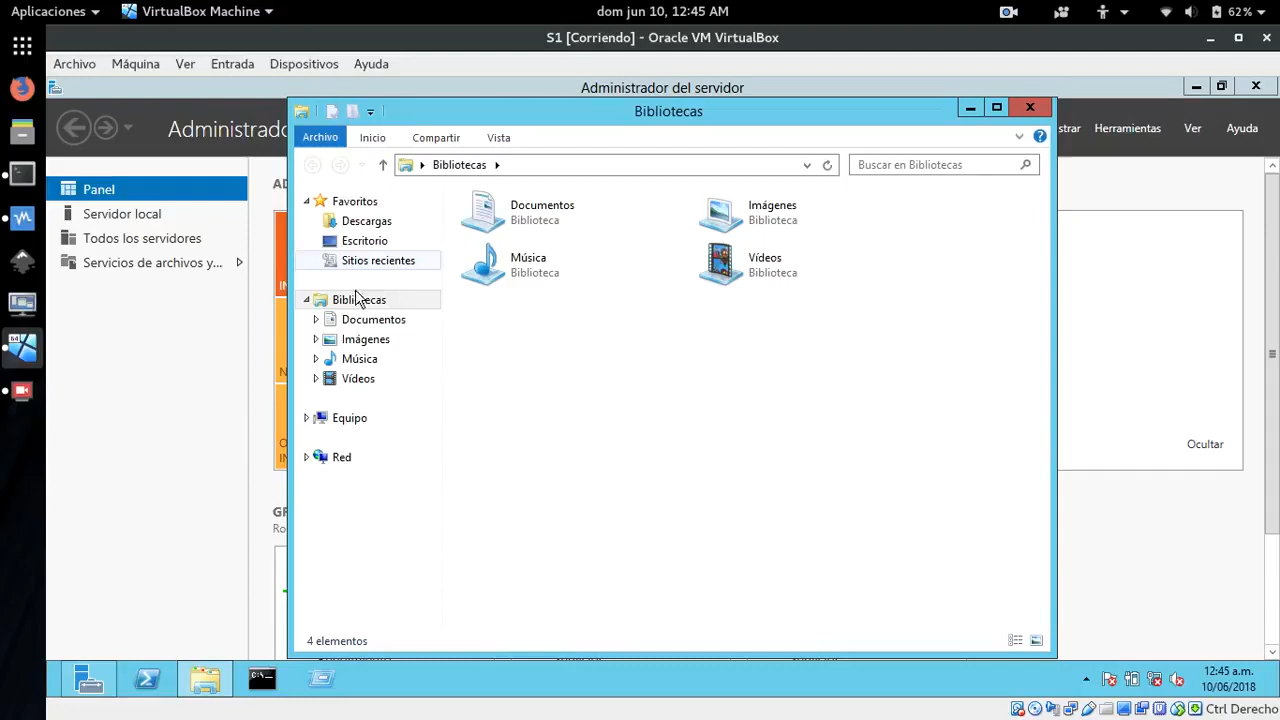 Aplicaciones
VirtualBox Machine
dom jun 10, 12:45 AM
62%
S1 [Corriendo] - Oracle VM VirtualBox
Archivo Máquina Ver Entrada Dispositivos Ayuda
Administrador del servidor
Administrado
Herramientas Ver Ayuda
Bibliotecas
Archivo Inicio Compartir Vista
Bibliotecas
Buscar en Bibliotecas
Panel
Servidor local
Todos los servidores
Servicios de archivos y...
Favoritos
Descargas
Escritorio
Sitios recientes
Bibliotecas
Documentos
Imágenes
Música
Vídeos
Equipo
Red
Documentos
Biblioteca
Imágenes
Biblioteca
Música
Biblioteca
Vídeos
Biblioteca
Ocultar
4 elementos
12:45 a.m.
10/06/2018
Ctrl Derecho